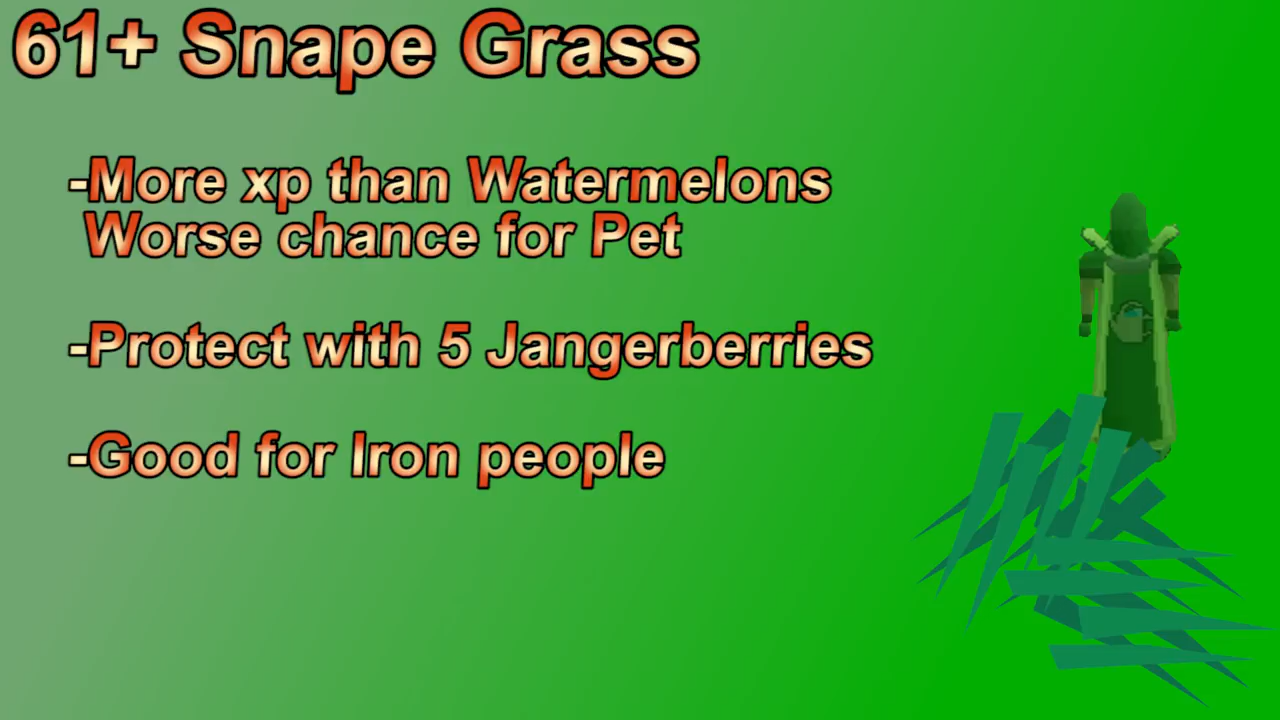 61+ Snape Grass
-More xp than Watermelons
Worse chance for Pet
-Protect with 5 Jangerberries
-Good for Iron people